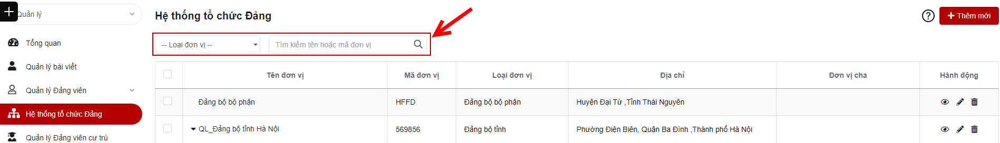 Quản lý
Tổng quan
Quản lý bài viết
Quản lý Đảng viên
Hệ thống tổ chức Đảng
Quản lý Đảng viên cư trú
Hệ thống tổ chức Đảng
? + Thêm mới
-- Loại đơn vị -- Tìm kiếm tên hoặc mã đơn vị
Tên đơn vị Mã đơn vị Loại đơn vị Địa chỉ Đơn vị cha Hành động
Đảng bộ bộ phận HFFD Đảng bộ bộ phận Huyện Đại Từ ,Tỉnh Thái Nguyên
QL_Đảng bộ tỉnh Hà Nội 569856 Đảng bộ tỉnh Phường Điện Biên, Quận Ba Đình ,Thành phố Hà Nội